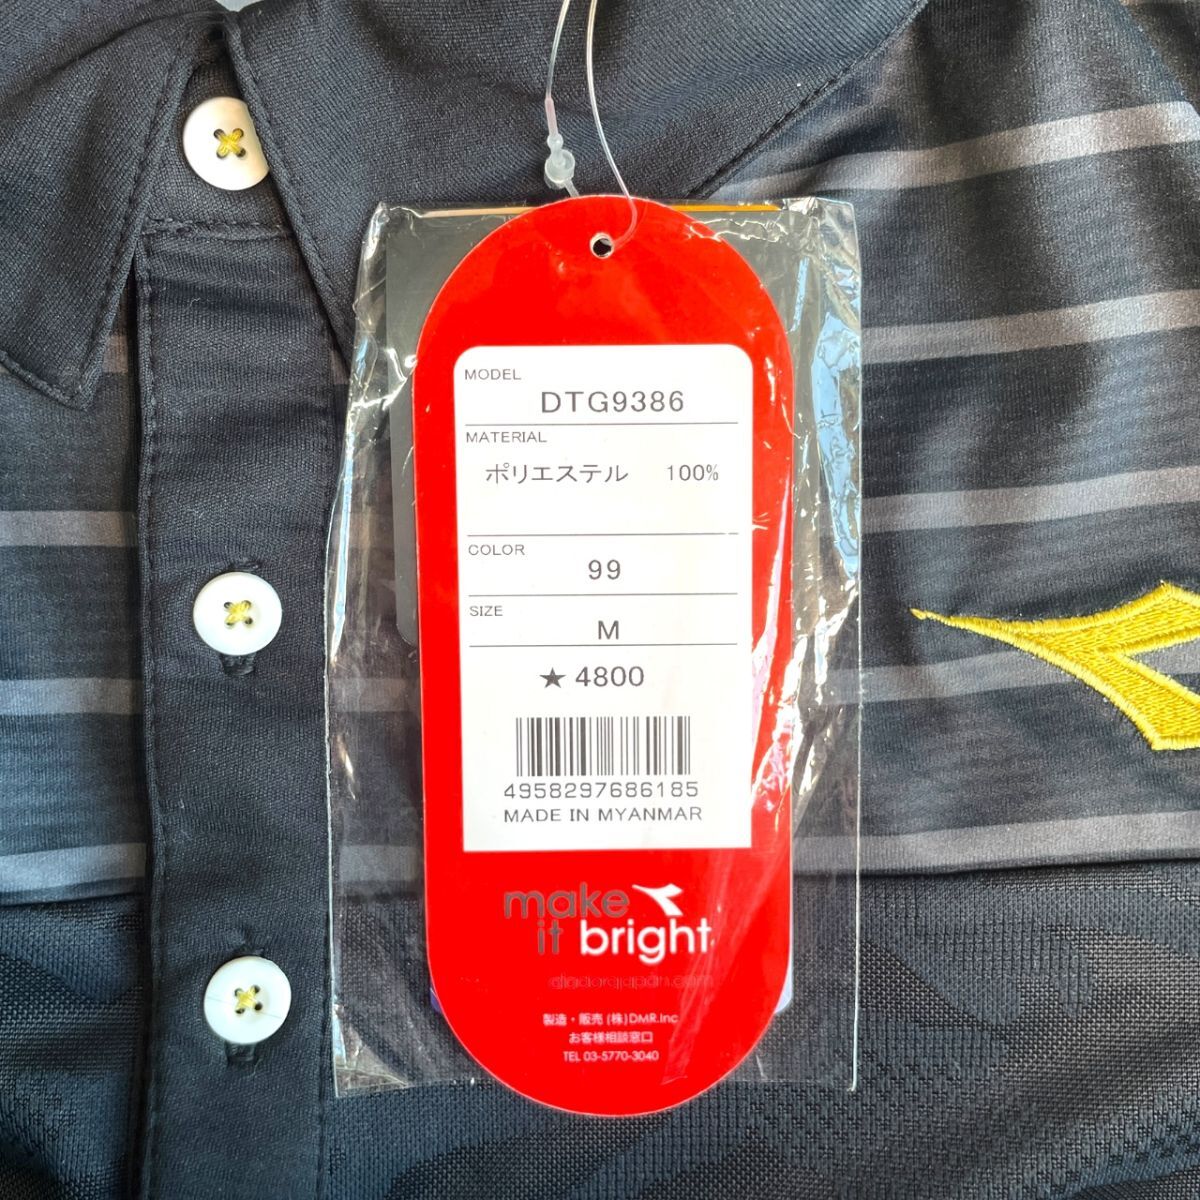 MODEL
DTG9386
MATERIAL
ポリエステル 100%
COLOR
99
SIZE
M
★ 4800
4958297686185
MADE IN MYANMAR
make
it bright.
diadorajapan.com
製造・販売 (株)DMR.Inc
お客様相談窓口
TEL 03-5770-3040